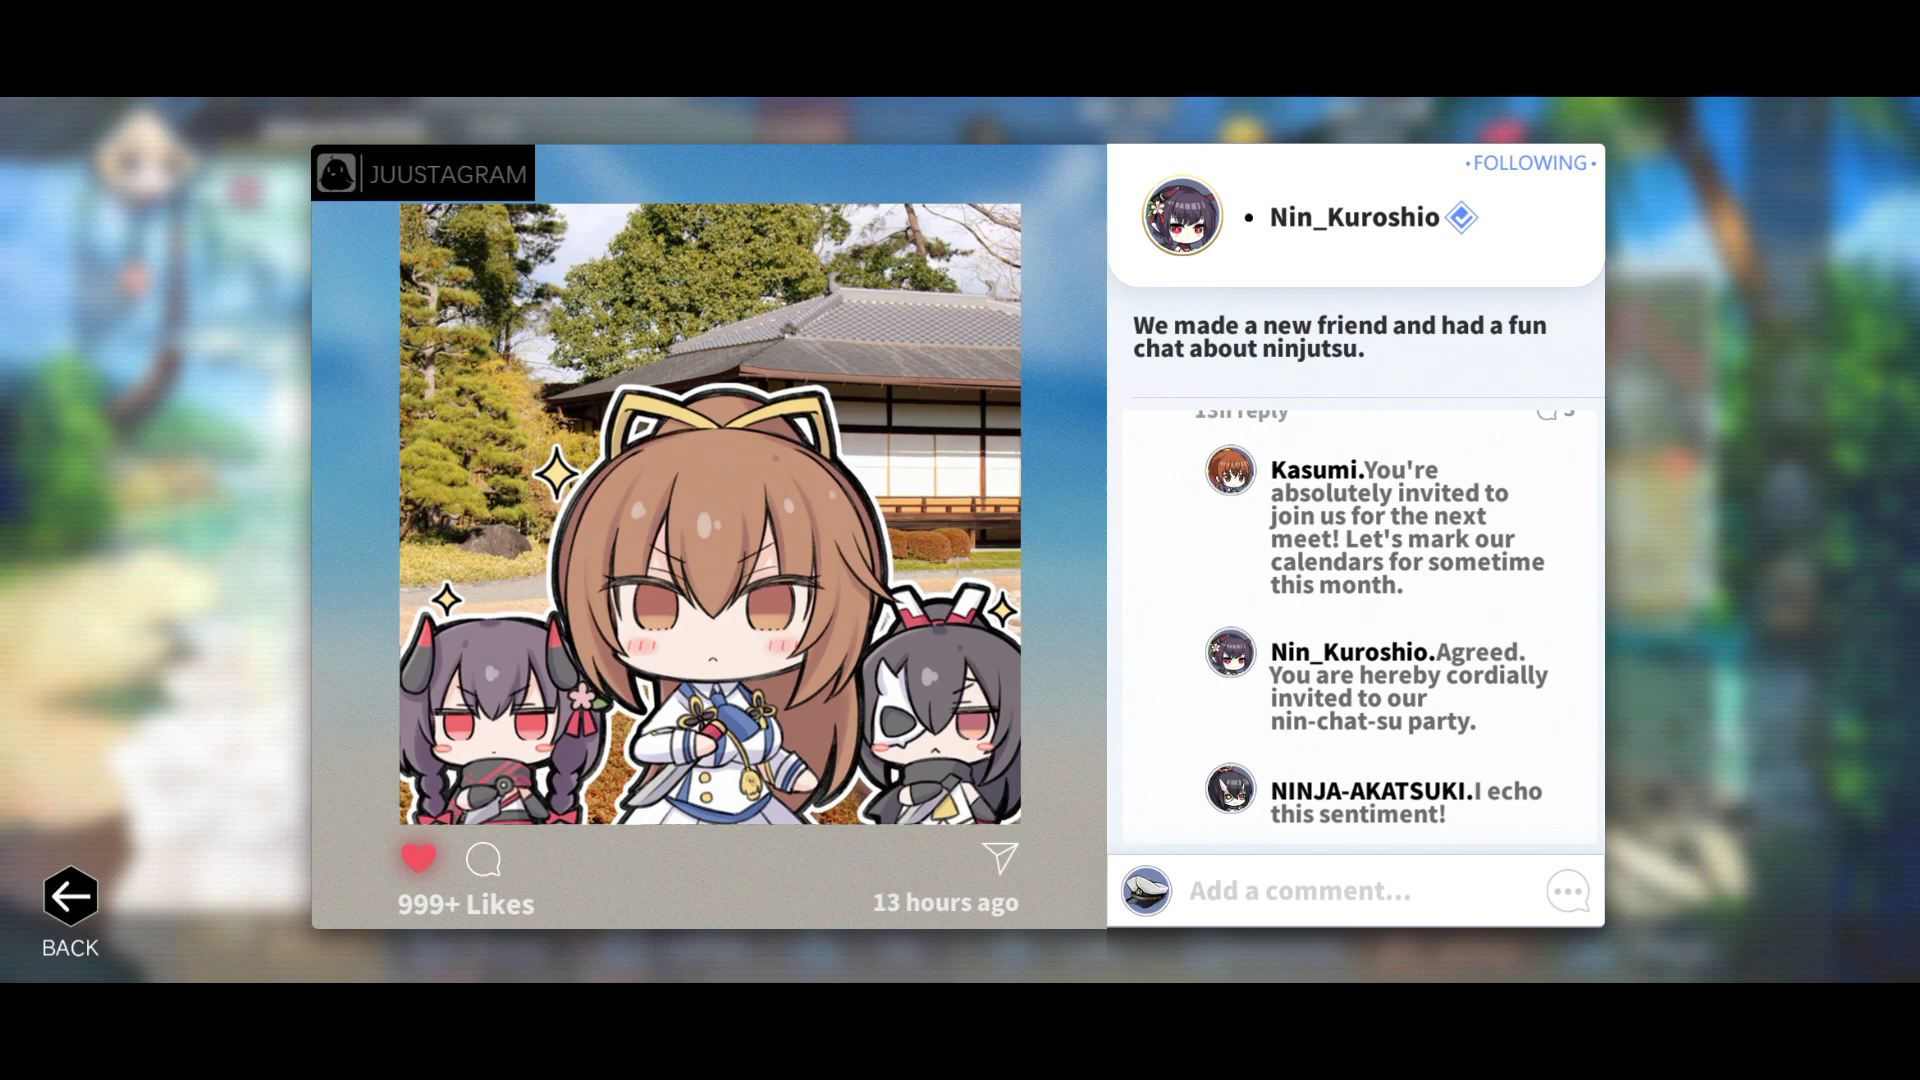 JUUSTAGRAM
•FOLLOWING•
• Nin_Kuroshio
We made a new friend and had a fun
chat about ninjutsu.
13h reply
Kasumi.You're
absolutely invited to
join us for the next
meet! Let's mark our
calendars for sometime
this month.
Nin_Kuroshio.Agreed.
You are hereby cordially
invited to our
nin-chat-su party.
NINJA-AKATSUKI.I echo
this sentiment!
999+ Likes
13 hours ago
Add a comment...
BACK